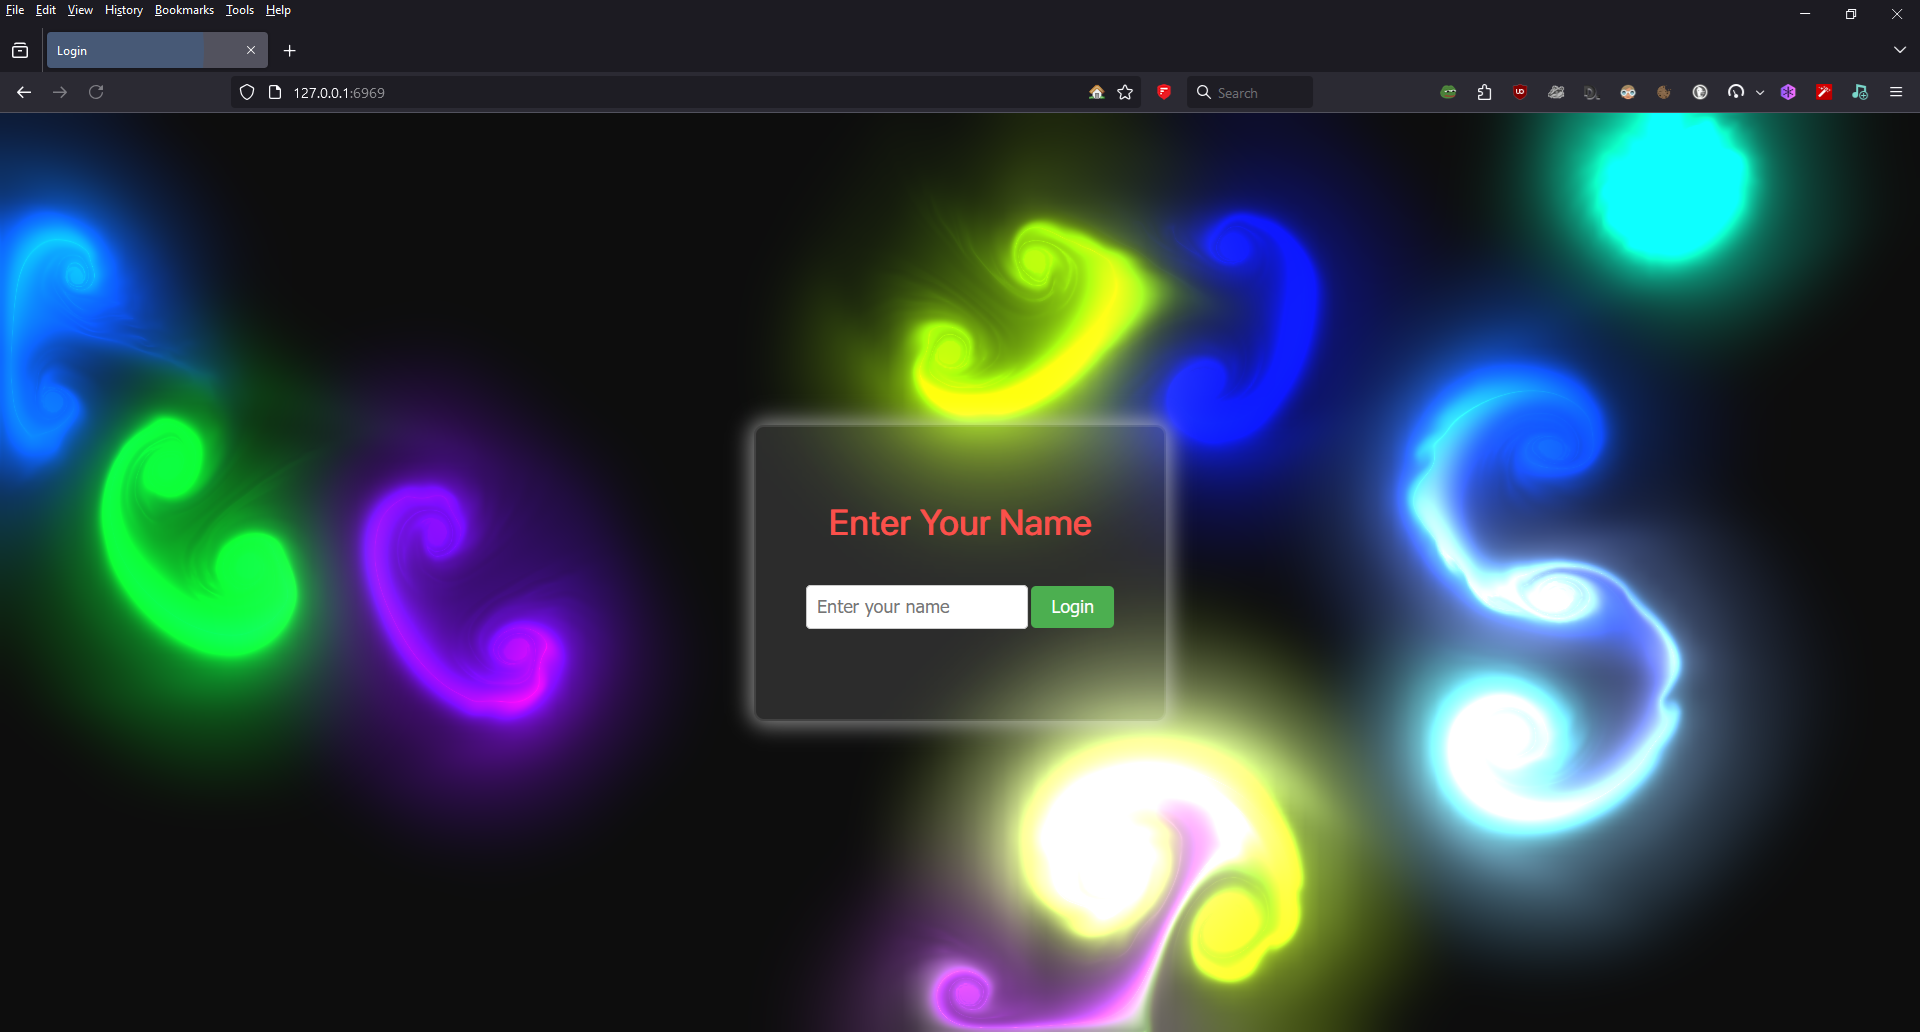 File Edit View History Bookmarks Tools Help
Login
127.0.0.1:6969
Search
Enter Your Name
Enter your name
Login